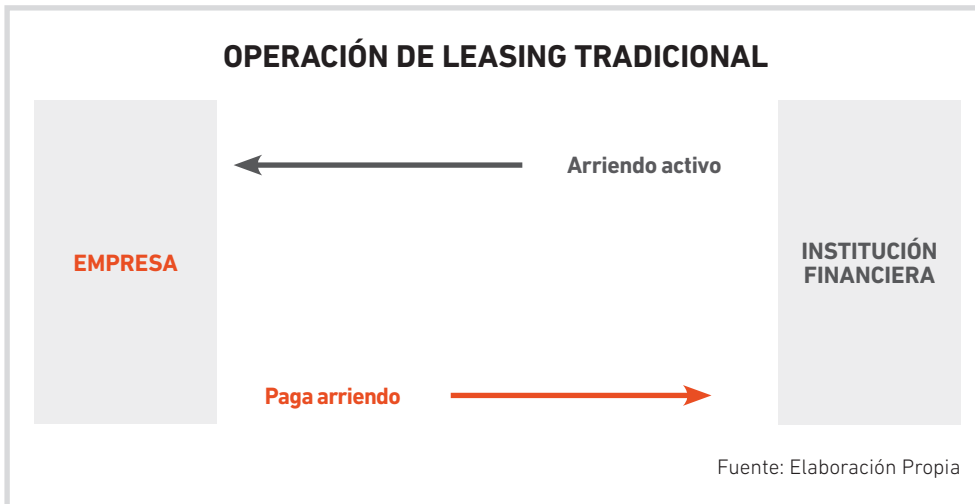 OPERACIÓN DE LEASING TRADICIONAL
Arriendo activo
EMPRESA
INSTITUCIÓN
FINANCIERA
Paga arriendo
Fuente: Elaboración Propia